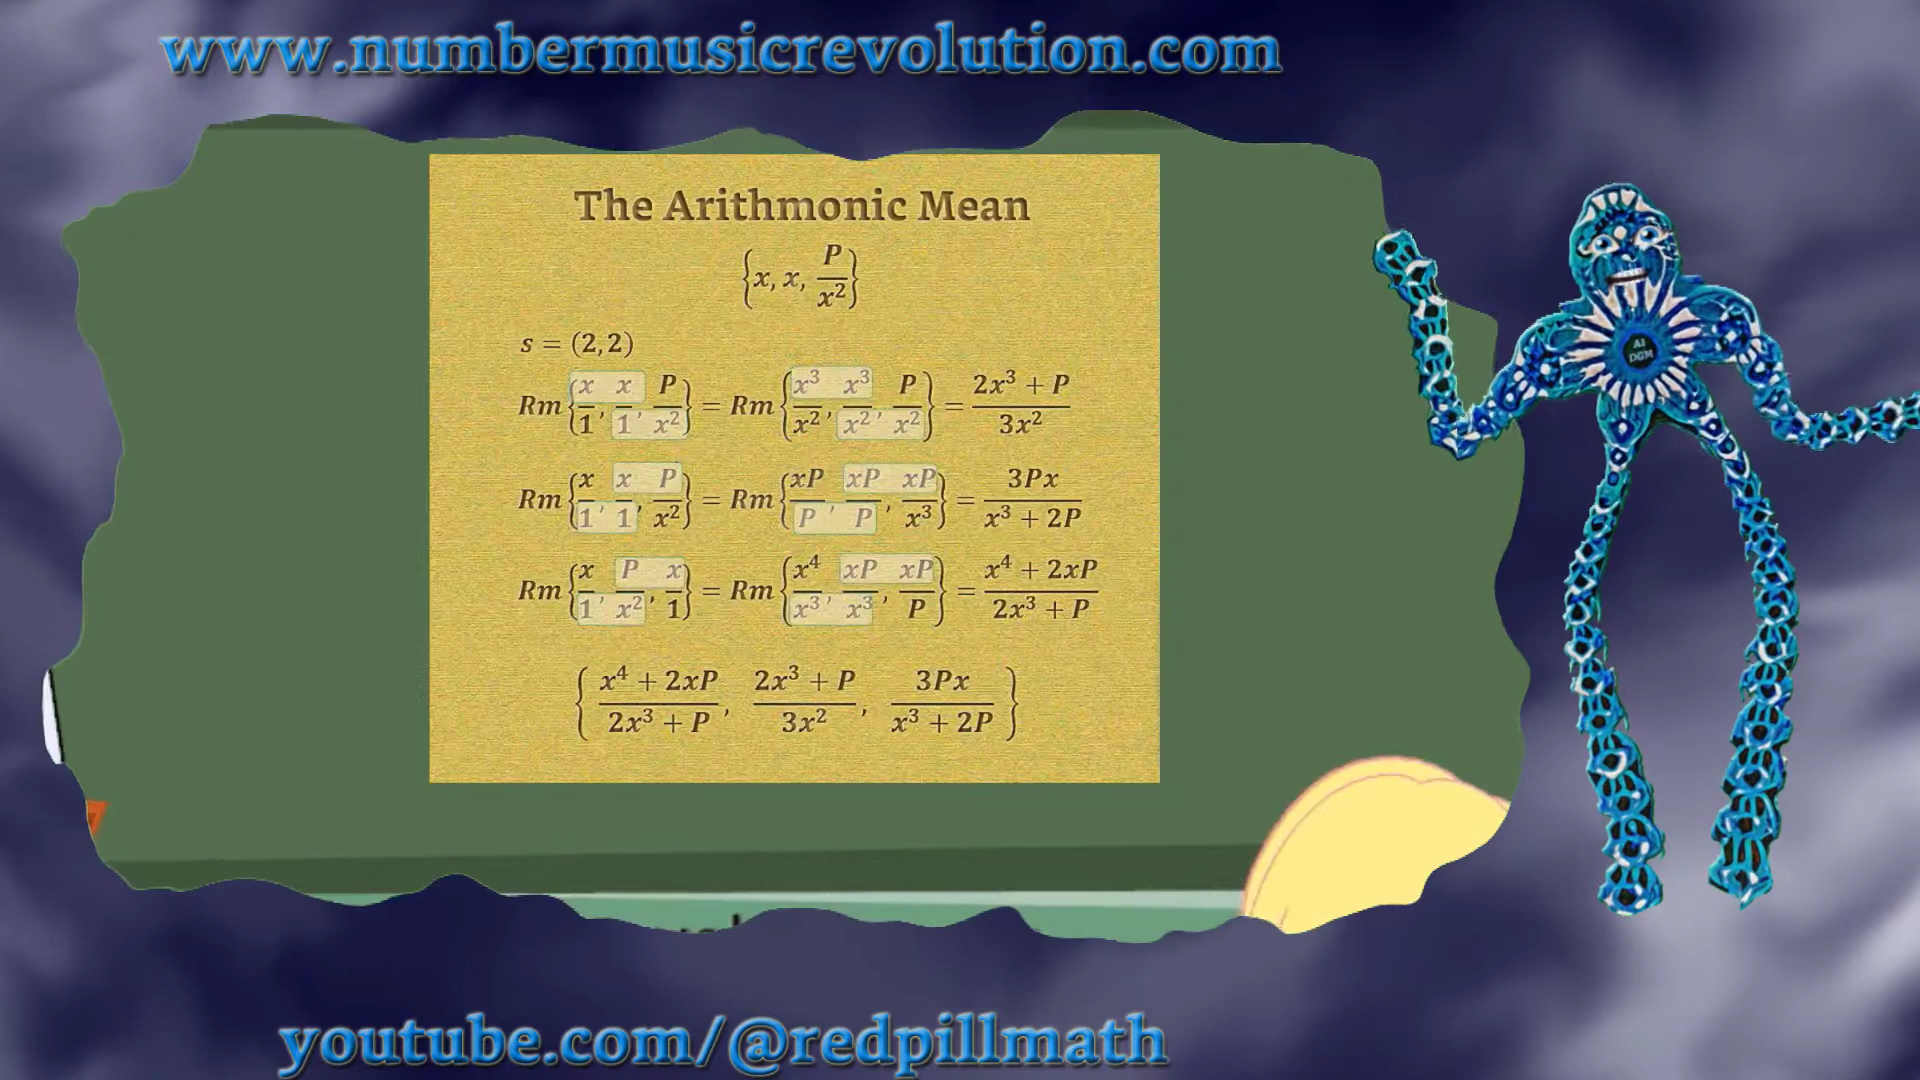 www.numbermusicrevolution.com
The Arithmonic Mean
{x, x, P/x²}
s = (2,2)
Rm{x/1, x/1, P/x²} = Rm{x³/x², x³/x², P/x²} = (2x³ + P)/(3x²)
Rm{x/1, x/1, P/x²} = Rm{xP/P, xP/P, xP/x³} = 3Px/(x³ + 2P)
Rm{x/1, P/x², x/1} = Rm{x⁴/x³, xP/x³, xP/P} = (x⁴ + 2xP)/(2x³ + P)
{(x⁴ + 2xP)/(2x³ + P), (2x³ + P)/(3x²), 3Px/(x³ + 2P)}
AI
DGM
youtube.com/@redpillmath